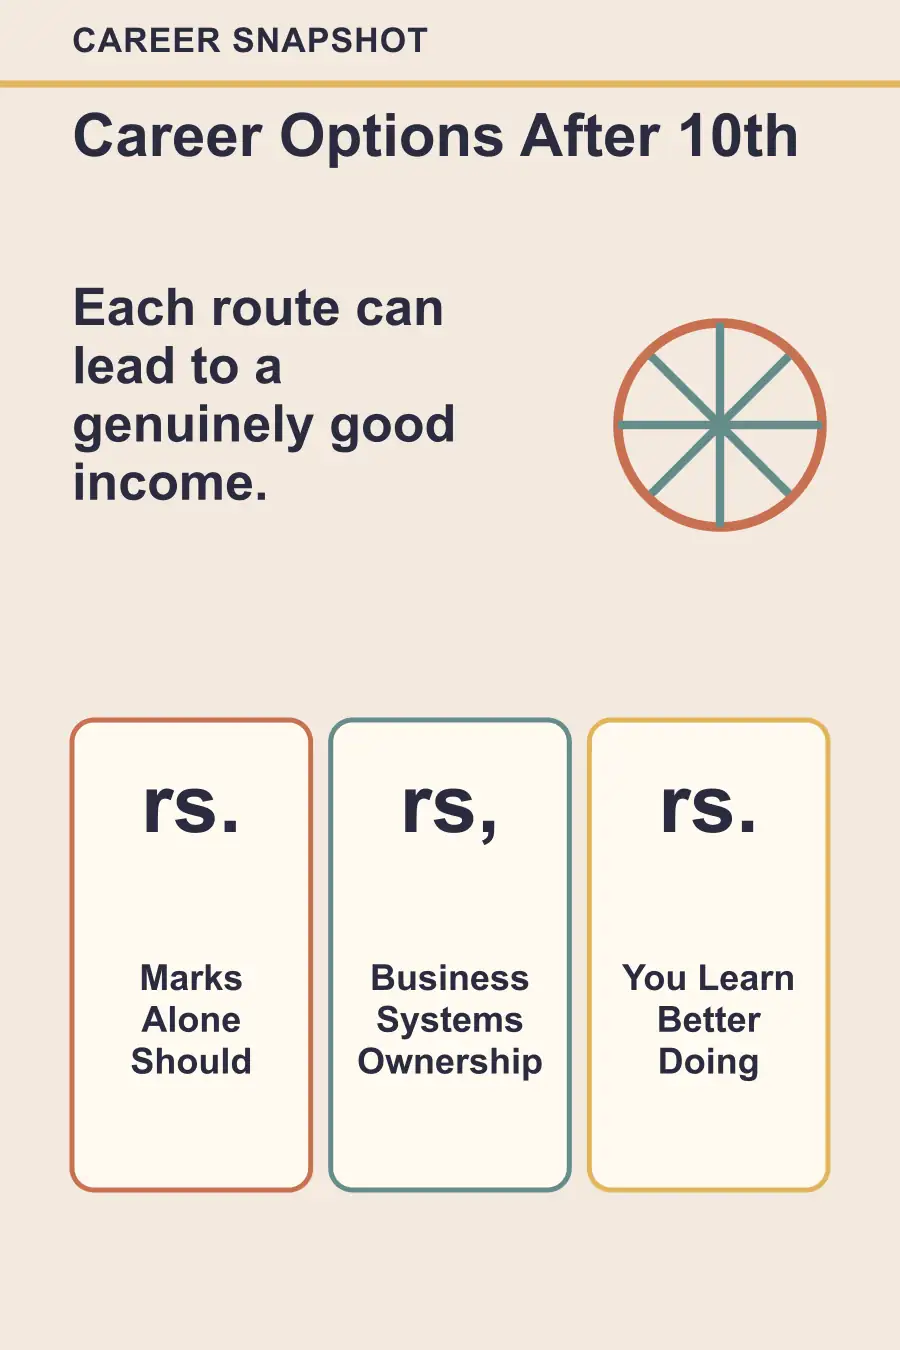 CAREER SNAPSHOT
Career Options After 10th
Each route can
lead to a
genuinely good
income.
rs.
Marks
Alone
Should
rs,
Business
Systems
Ownership
rs.
You Learn
Better
Doing